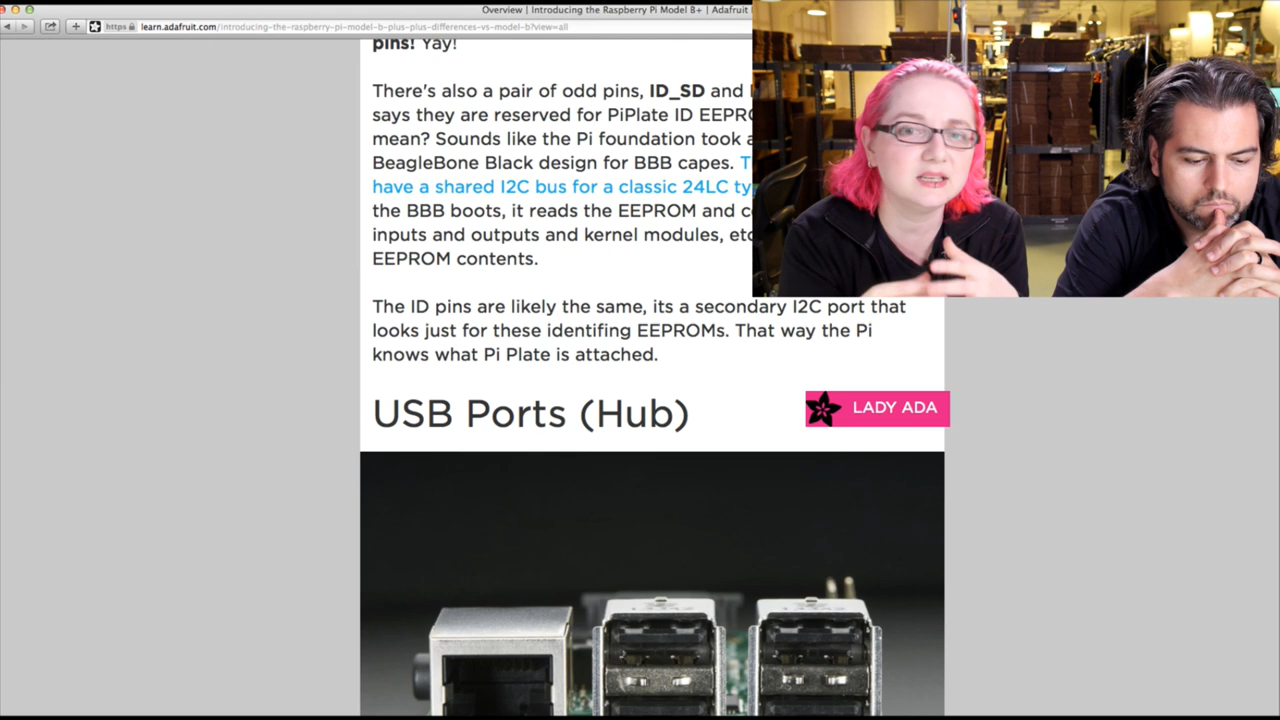 Overview | Introducing the Raspberry Pi Model B+ | Adafruit
https learn.adafruit.com/introducing-the-raspberry-pi-model-b-plus-plus-differences-vs-model-b?view=all
pins! Yay!
There's also a pair of odd pins, ID_SD and
says they are reserved for PiPlate ID
mean? Sounds like the Pi foundation took
BeagleBone Black design for BBB capes.
have a shared I2C bus for a classic 24LC
the BBB boots, it reads the EEPROM and
inputs and outputs and kernel modules,
EEPROM contents.
The ID pins are likely the same, its a secondary I2C port that
looks just for these identifing EEPROMs. That way the Pi
knows what Pi Plate is attached.
USB Ports (Hub)
LADY ADA